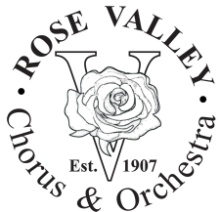 • ROSE VALLEY •
V
Est. 1907
Chorus & Orchestra